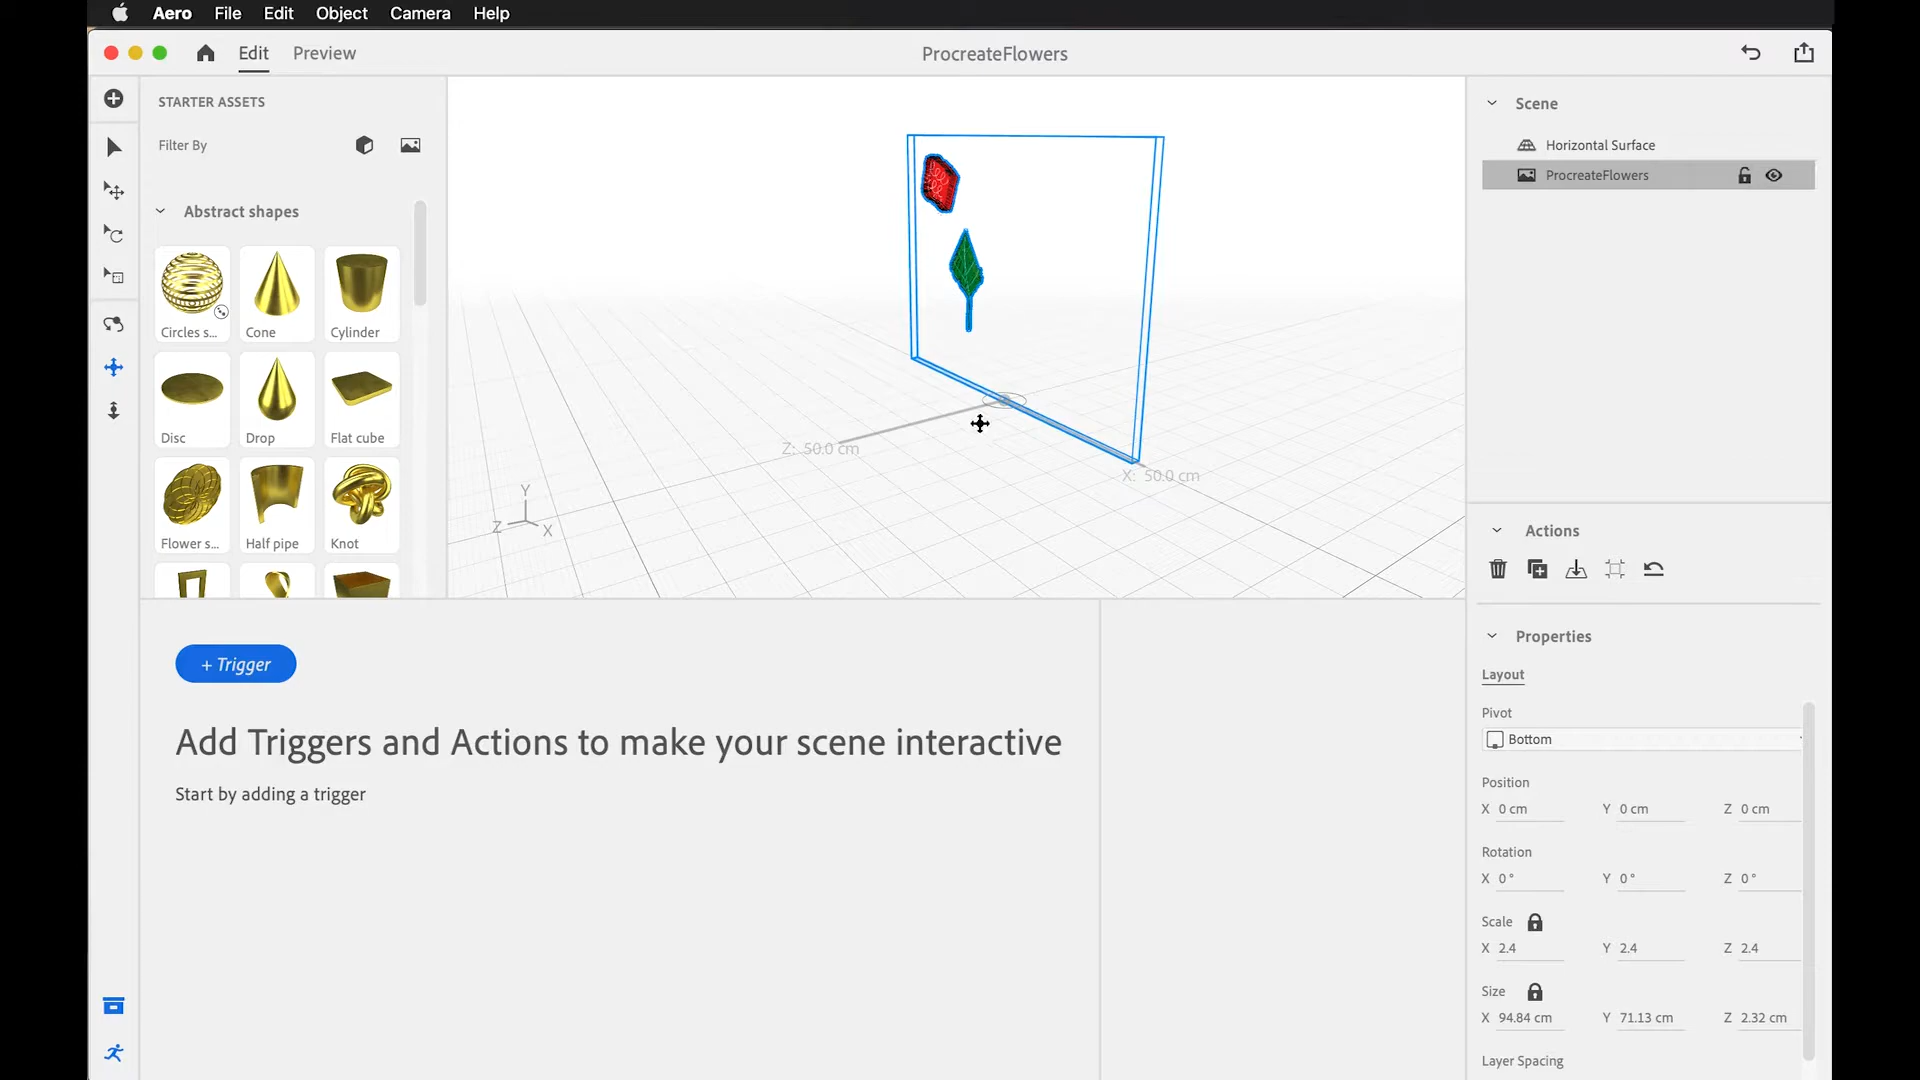 Aero File Edit Object Camera Help
Edit Preview ProcreateFlowers
STARTER ASSETS
Filter By
Abstract shapes
Circles s... Cone Cylinder
Disc Drop Flat cube
Flower s... Half pipe Knot
Z: 50.0 cm
X: 50.0 cm
Y
Z X
+ Trigger
Add Triggers and Actions to make your scene interactive
Start by adding a trigger
Scene
Horizontal Surface
ProcreateFlowers
Actions
Properties
Layout
Pivot
Bottom
Position
X 0 cm Y 0 cm Z 0 cm
Rotation
X 0° Y 0° Z 0°
Scale
X 2.4 Y 2.4 Z 2.4
Size
X 94.84 cm Y 71.13 cm Z 2.32 cm
Layer Spacing